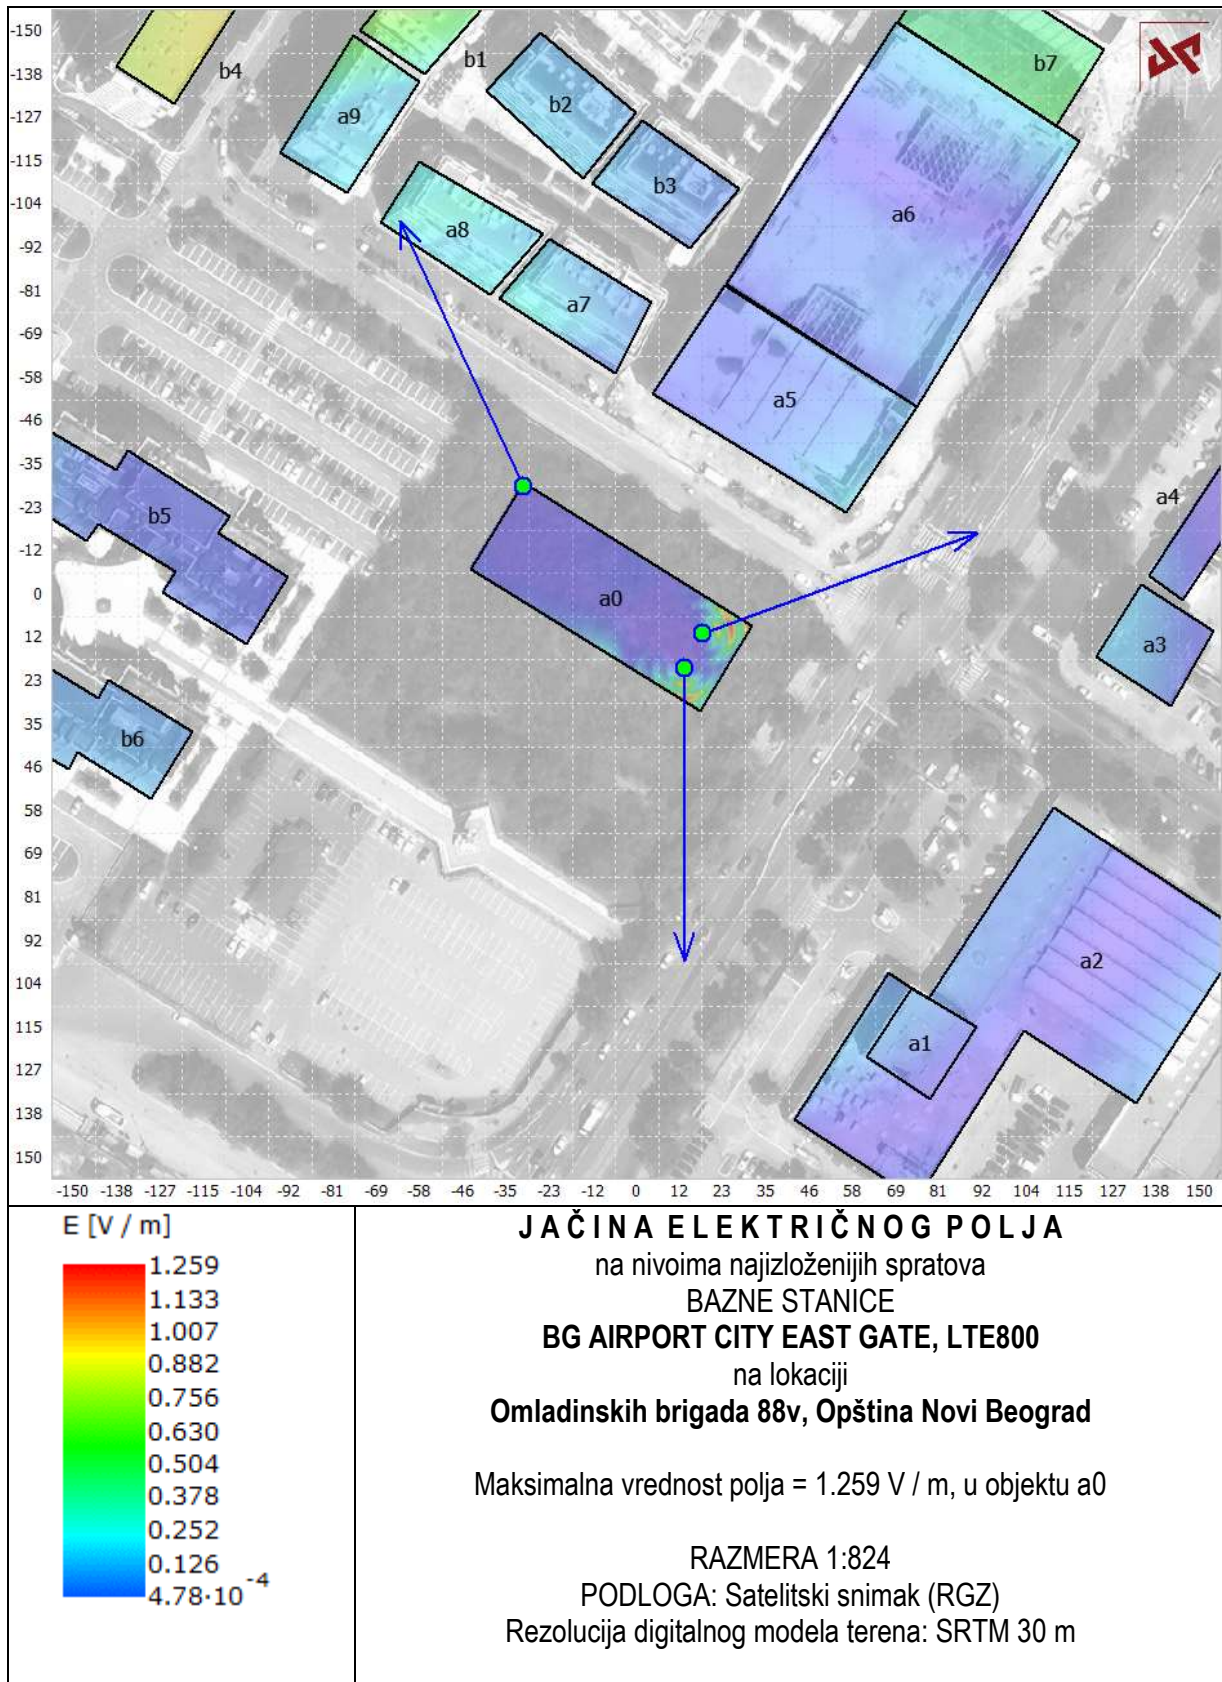 -150
-138
-127
-115
-104
-92
-81
-69
-58
-46
-35
-23
-12
0
12
23
35
46
58
69
81
92
104
115
127
138
150
b4
b1
b7
a9
b2
b3
a8
a6
a7
a5
a4
b5
a0
a3
b6
a2
a1
-150 -138 -127 -115 -104 -92 -81 -69 -58 -46 -35 -23 -12 0 12 23 35 46 58 69 81 92 104 115 127 138 150
E [V / m]
1.259
1.133
1.007
0.882
0.756
0.630
0.504
0.378
0.252
0.126
4.78·10⁻⁴
JAČINA ELEKTRIČNOG POLJA
na nivoima najizloženijih spratova
BAZNE STANICE
BG AIRPORT CITY EAST GATE, LTE800
na lokaciji
Omladinskih brigada 88v, Opština Novi Beograd
Maksimalna vrednost polja = 1.259 V / m, u objektu a0
RAZMERA 1:824
PODLOGA: Satelitski snimak (RGZ)
Rezolucija digitalnog modela terena: SRTM 30 m